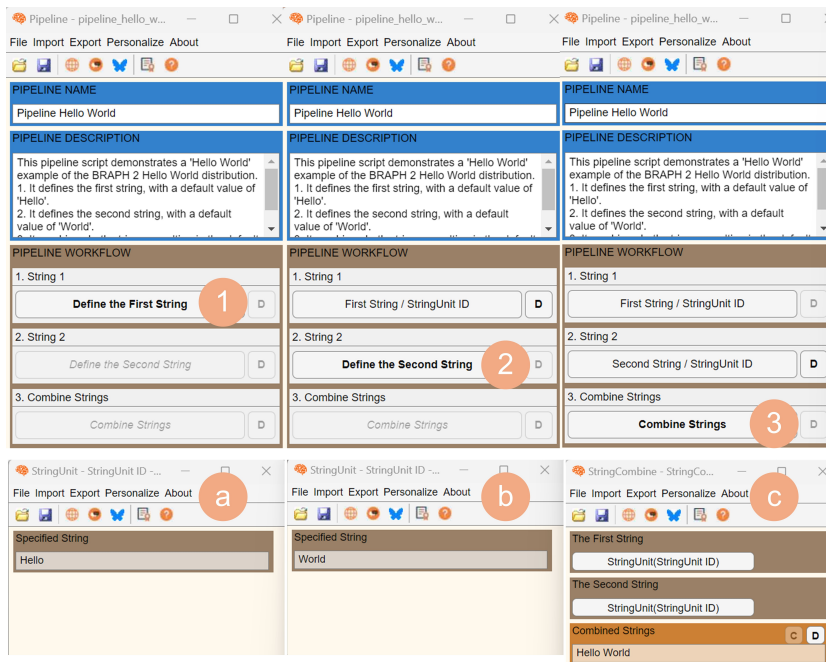 Pipeline - pipeline_hello_w...
File Import Export Personalize About
PIPELINE NAME
Pipeline Hello World
PIPELINE DESCRIPTION
This pipeline script demonstrates a 'Hello World'
example of the BRAPH 2 Hello World distribution.
1. It defines the first string, with a default value of
'Hello'.
2. It defines the second string, with a default
value of 'World'.
PIPELINE WORKFLOW
1. String 1
Define the First String
1
D
2. String 2
Define the Second String
D
3. Combine Strings
Combine Strings
D
Pipeline - pipeline_hello_w...
File Import Export Personalize About
PIPELINE NAME
Pipeline Hello World
PIPELINE DESCRIPTION
This pipeline script demonstrates a 'Hello World'
example of the BRAPH 2 Hello World distribution.
1. It defines the first string, with a default value of
'Hello'.
2. It defines the second string, with a default
value of 'World'.
PIPELINE WORKFLOW
1. String 1
First String / StringUnit ID
D
2. String 2
Define the Second String
2
D
3. Combine Strings
Combine Strings
D
Pipeline - pipeline_hello_w...
File Import Export Personalize About
PIPELINE NAME
Pipeline Hello World
PIPELINE DESCRIPTION
This pipeline script demonstrates a 'Hello World'
example of the BRAPH 2 Hello World distribution.
1. It defines the first string, with a default value of
'Hello'.
2. It defines the second string, with a default
value of 'World'.
PIPELINE WORKFLOW
1. String 1
First String / StringUnit ID
D
2. String 2
Second String / StringUnit ID
D
3. Combine Strings
Combine Strings
3
D
StringUnit - StringUnit ID -...
File Import Export Personalize About
a
Specified String
Hello
StringUnit - StringUnit ID -...
File Import Export Personalize About
b
Specified String
World
StringCombine - StringCo...
File Import Export Personalize About
c
The First String
StringUnit(StringUnit ID)
The Second String
StringUnit(StringUnit ID)
Combined Strings
C D
Hello World